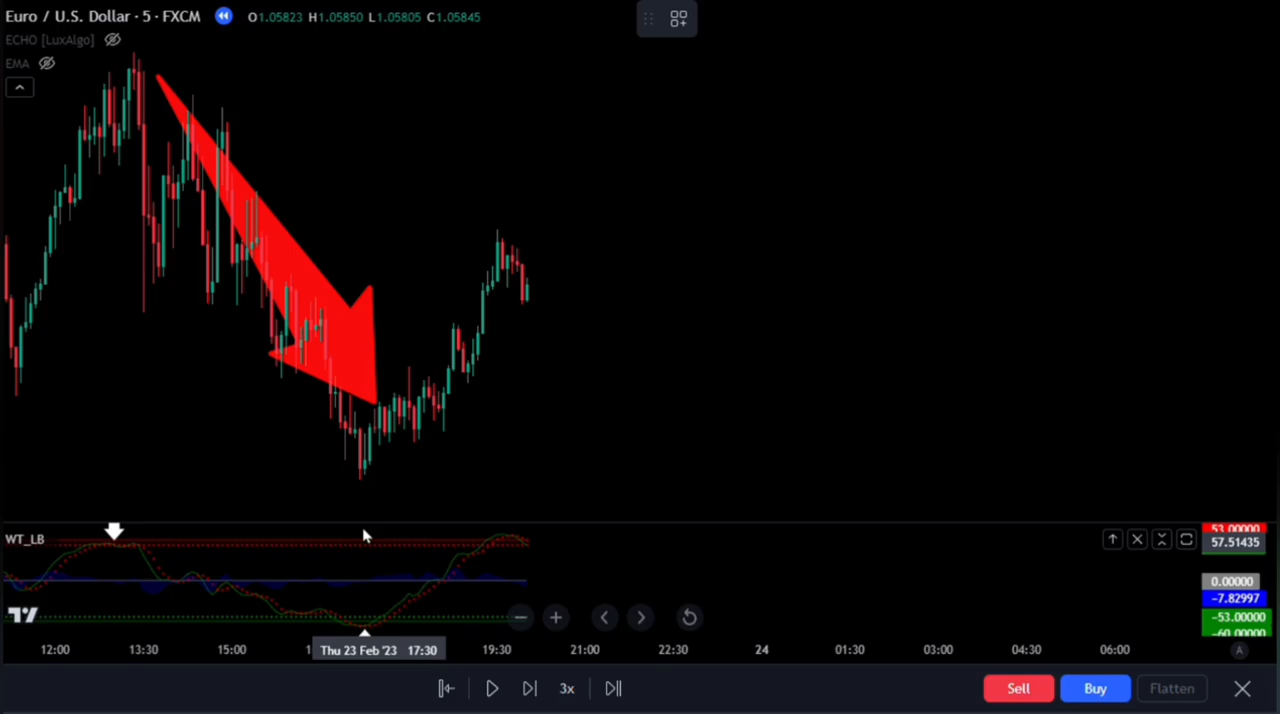 Euro / U.S. Dollar · 5 · FXCM O1.05823 H1.05850 L1.05805 C1.05845
ECHO [LuxAlgo]
EMA
WT_LB
53.00000
57.51435
0.00000
−7.82997
−53.00000
−60.00000
12:00 13:30 15:00 1 Thu 23 Feb '23 17:30 19:30 21:00 22:30 24 01:30 03:00 04:30 06:00 A
3x Sell Buy Flatten